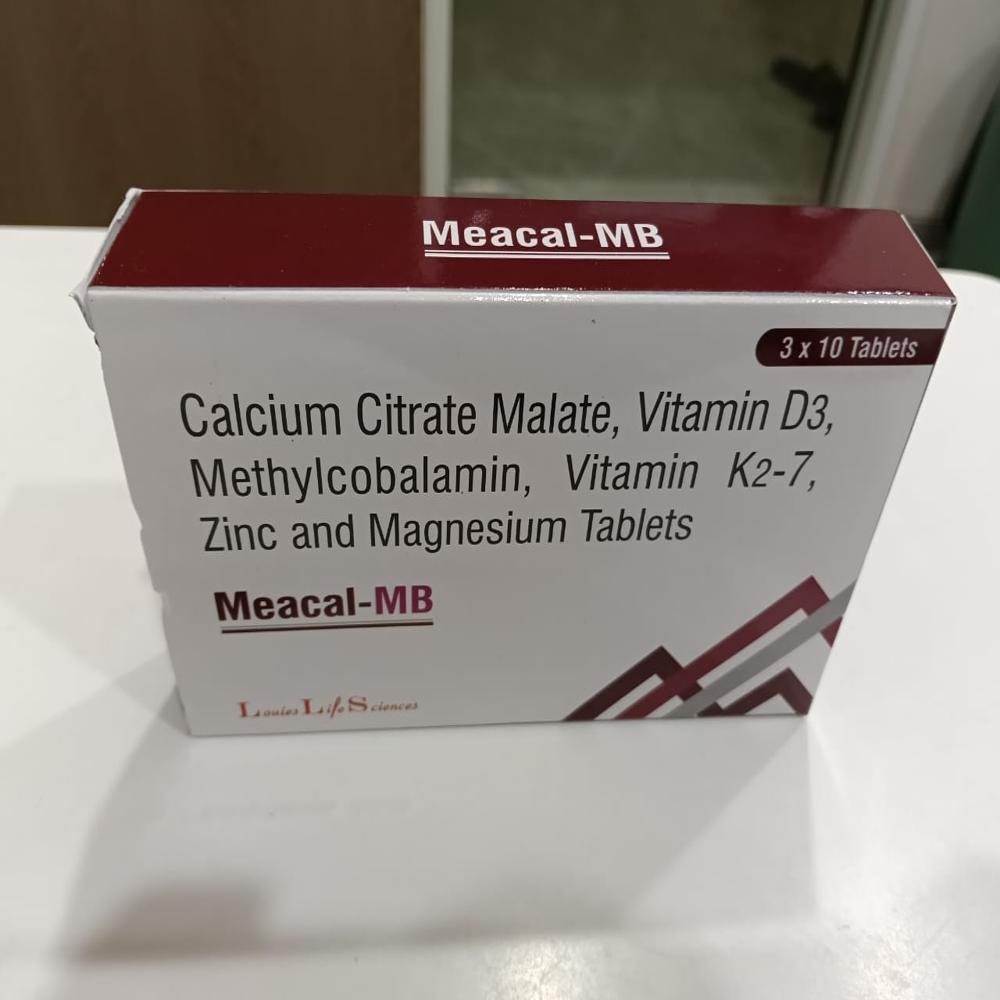 Meacal-MB
3 x 10 Tablets
Calcium Citrate Malate, Vitamin D3,
Methylcobalamin, Vitamin K2-7,
Zinc and Magnesium Tablets
Meacal-MB
Louies Life Sciences